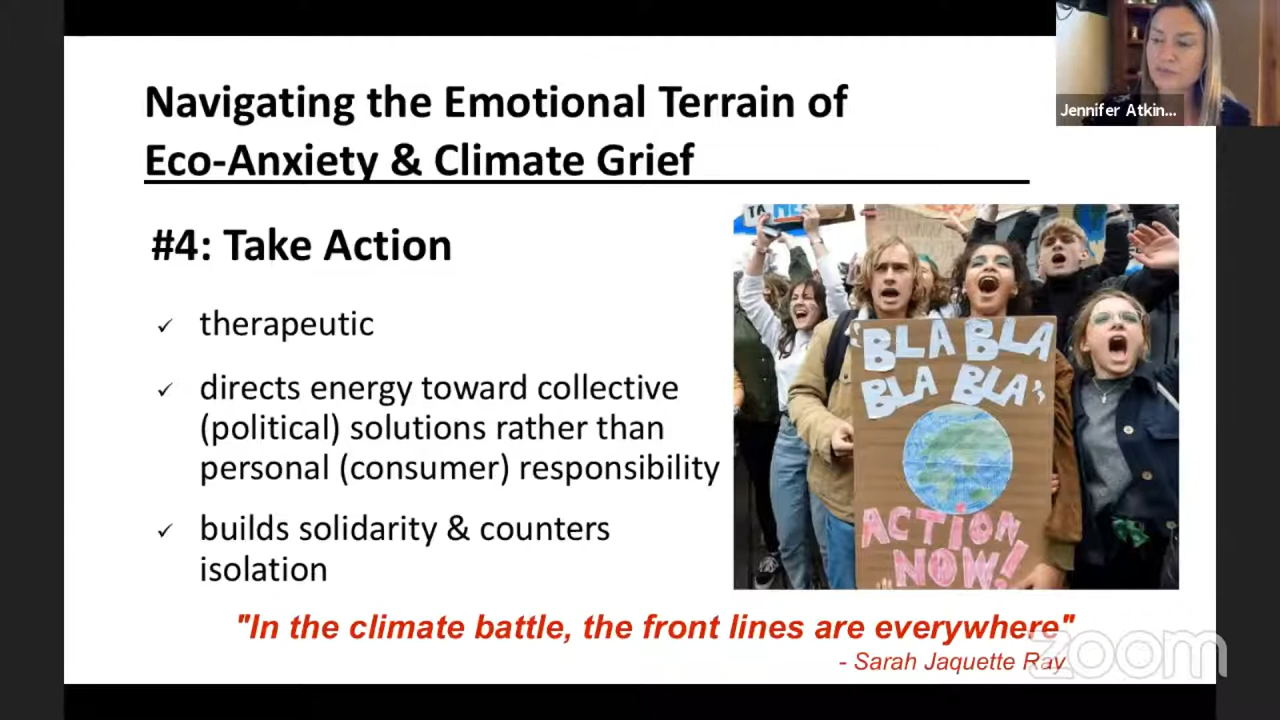 Navigating the Emotional Terrain of
Eco-Anxiety & Climate Grief
Jennifer Atkin...
#4: Take Action
✓ therapeutic
✓ directs energy toward collective
(political) solutions rather than
personal (consumer) responsibility
✓ builds solidarity & counters
isolation
"BLA BLA
BLA BLA"
ACTION
NOW!
"In the climate battle, the front lines are everywhere"
- Sarah Jaquette Ray
zoom